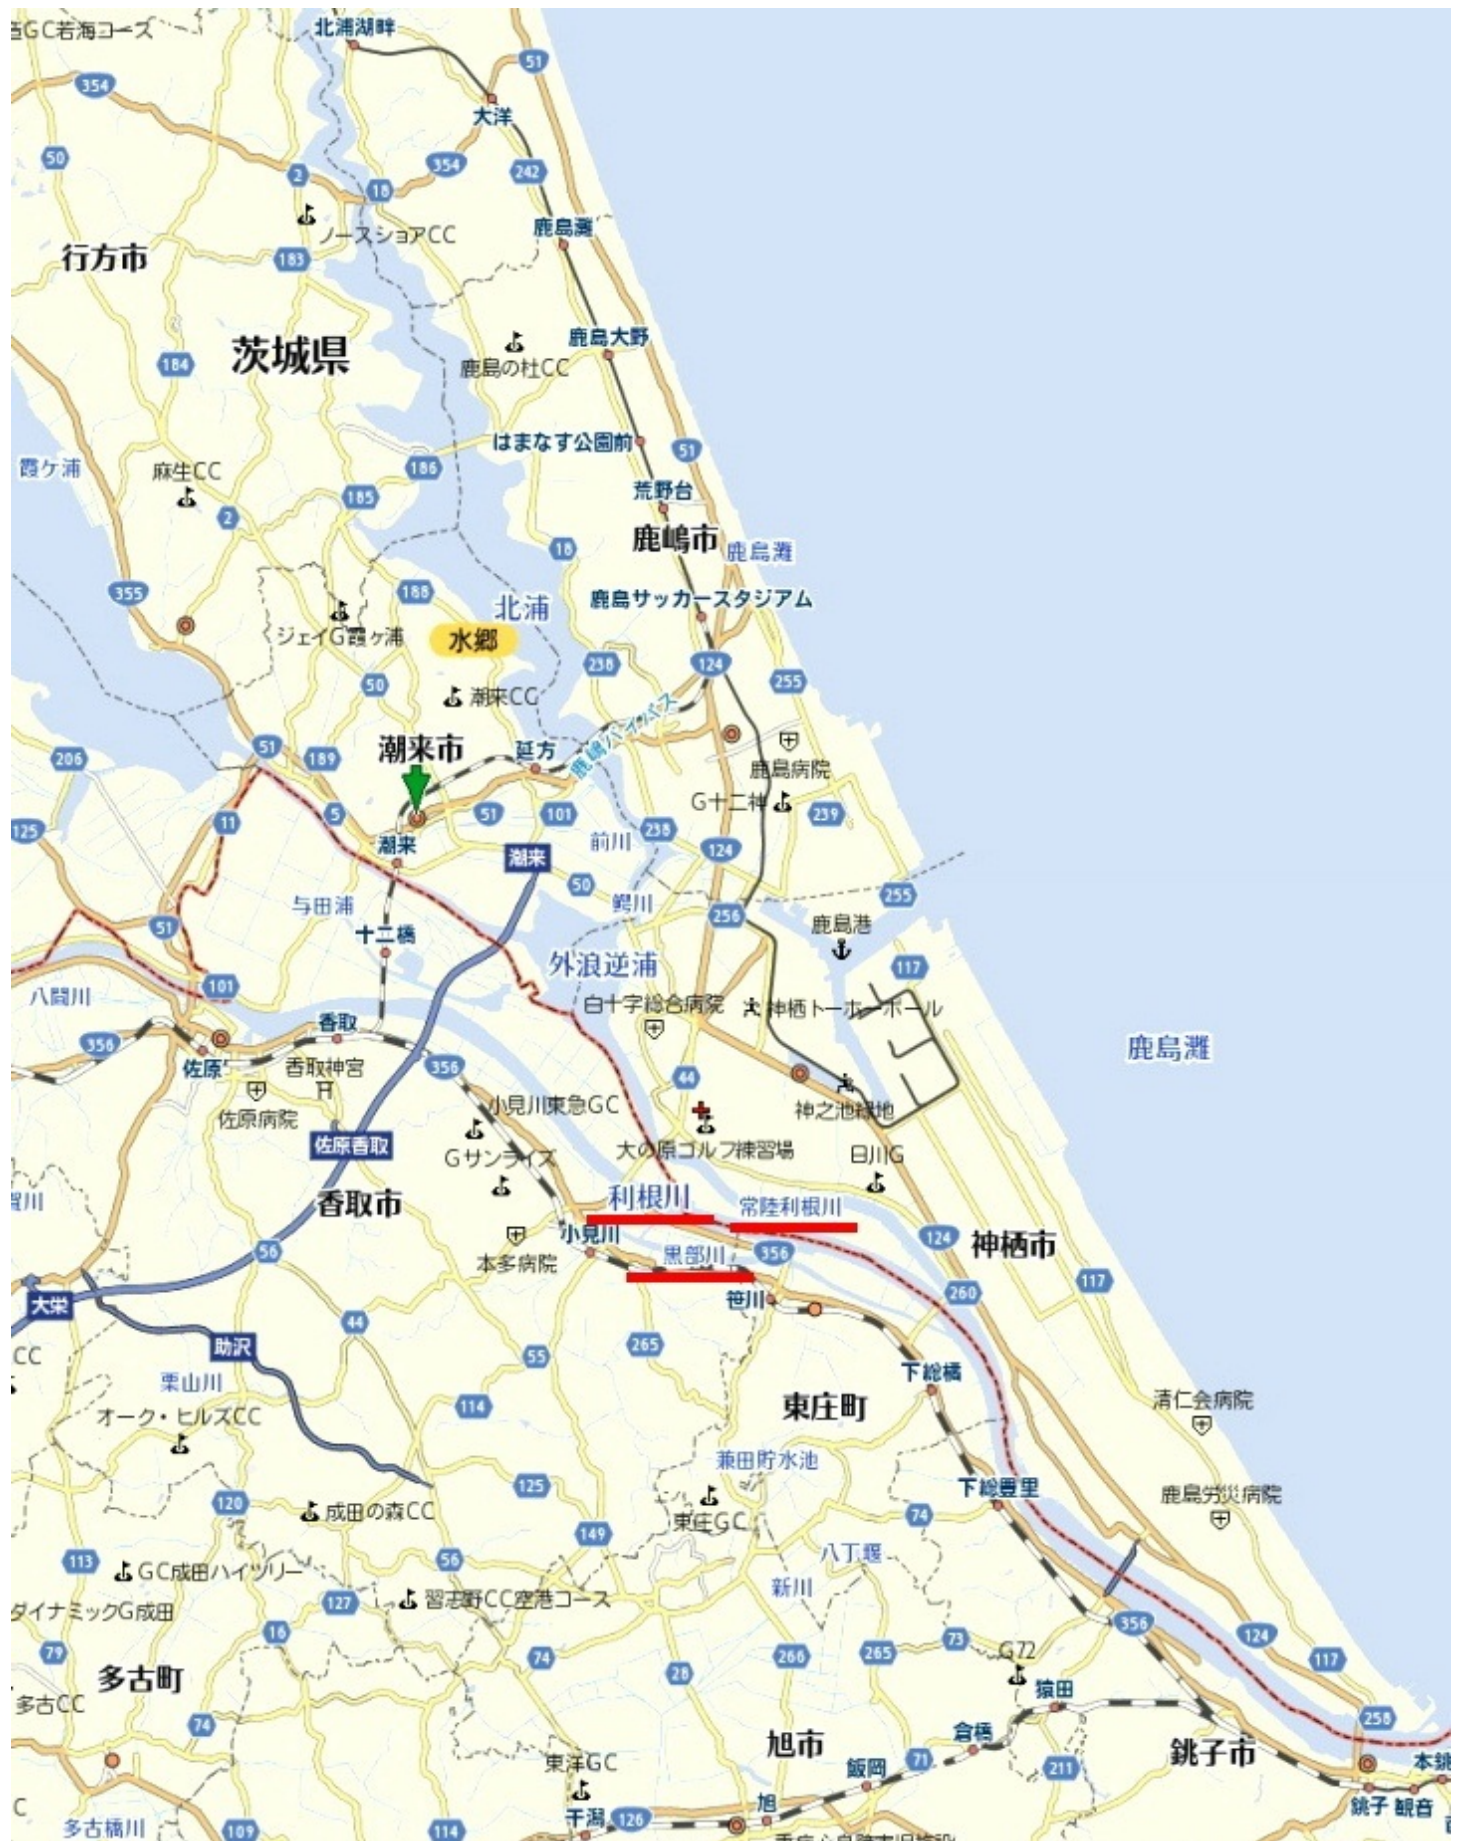 造GC若海コース
北浦湖畔
51
354
大洋
50
354
242
2
18
鹿島灘
ノースショアCC
行方市
183
鹿島大野
茨城県
184
鹿島の杜CC
はまなす公園前
51
霞ケ浦
麻生CC
186
荒野台
185
2
鹿嶋市
鹿島灘
18
355
188
鹿島サッカースタジアム
北浦
ジェイG霞ヶ浦
水郷
238
124
50
255
潮来CC
鹿嶋バイパス
51
潮来市
延方
206
189
鹿島病院
G十二神
5
51
101
239
11
125
238
前川
潮来
潮来
124
50
255
与田浦
鰐川
256
51
鹿島港
十二橋
外浪逆浦
117
101
八間川
白十字総合病院
神栖トーホーボール
香取
356
鹿島灘
佐原
香取神宮
356
44
小見川東急GC
神之池緑地
佐原病院
佐原香取
大の原ゴルフ練習場
Gサンライズ
日川G
香取市
利根川
常陸利根川
賀川
小見川
124
神栖市
56
本多病院
黒部川
356
117
大栄
笹川
260
44
助沢
265
CC
55
下総橘
栗山川
114
東庄町
清仁会病院
オーク・ヒルズCC
兼田貯水池
125
下総豊里
120
鹿島労災病院
成田の森CC
東庄GC
74
149
113
56
八丁堰
GC成田ハイツリー
新川
127
習志野CC空港コース
ダイナミックG成田
356
16
73
124
79
74
266
265
G72
117
28
多古町
猿田
多古CC
258
74
旭市
倉橋
銚子市
東洋GC
71
飯岡
211
本銚
C
旭
銚子
観音
干潟
126
多古橋川
109
114